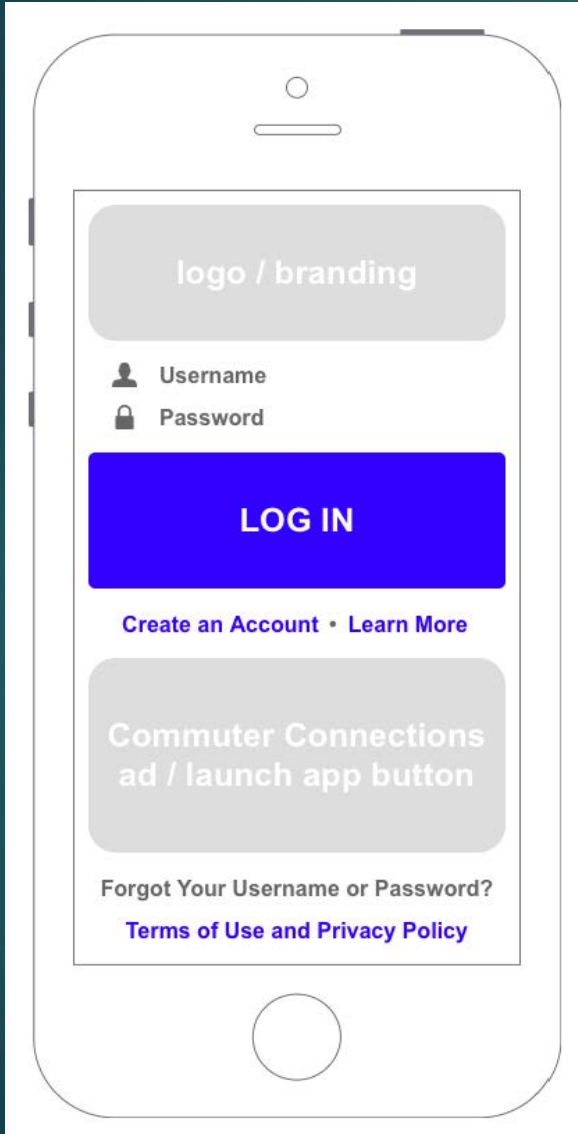 logo / branding
Username
Password
LOG IN
Create an Account • Learn More
Commuter Connections
ad / launch app button
Forgot Your Username or Password?
Terms of Use and Privacy Policy